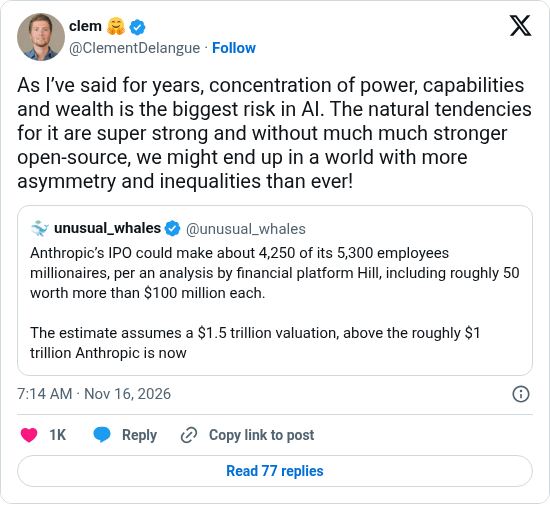 clem 🤗
@ClementDelangue · Follow
As I’ve said for years, concentration of power, capabilities
and wealth is the biggest risk in AI. The natural tendencies
for it are super strong and without much much stronger
open-source, we might end up in a world with more
asymmetry and inequalities than ever!
unusual_whales @unusual_whales
Anthropic’s IPO could make about 4,250 of its 5,300 employees
millionaires, per an analysis by financial platform Hill, including roughly 50
worth more than $100 million each.
The estimate assumes a $1.5 trillion valuation, above the roughly $1
trillion Anthropic is now
7:14 AM · Nov 16, 2026
1K Reply Copy link to post
Read 77 replies